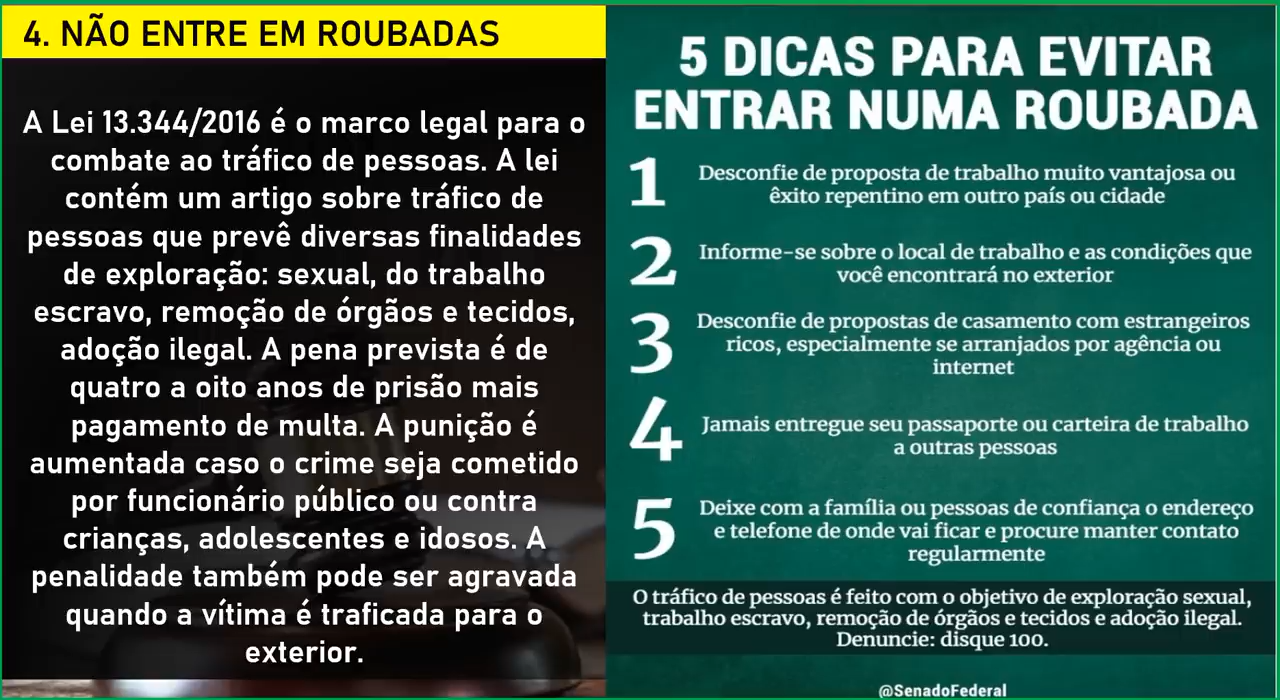 4. NÃO ENTRE EM ROUBADAS
A Lei 13.344/2016 é o marco legal para o
combate ao tráfico de pessoas. A lei
contém um artigo sobre tráfico de
pessoas que prevê diversas finalidades
de exploração: sexual, do trabalho
escravo, remoção de órgãos e tecidos,
adoção ilegal. A pena prevista é de
quatro a oito anos de prisão mais
pagamento de multa. A punição é
aumentada caso o crime seja cometido
por funcionário público ou contra
crianças, adolescentes e idosos. A
penalidade também pode ser agravada
quando a vítima é traficada para o
exterior.
5 DICAS PARA EVITAR
ENTRAR NUMA ROUBADA
1 Desconfie de proposta de trabalho muito vantajosa ou
êxito repentino em outro país ou cidade
2 Informe-se sobre o local de trabalho e as condições que
você encontrará no exterior
3 Desconfie de propostas de casamento com estrangeiros
ricos, especialmente se arranjados por agência ou
internet
4 Jamais entregue seu passaporte ou carteira de trabalho
a outras pessoas
5 Deixe com a família ou pessoas de confiança o endereço
e telefone de onde vai ficar e procure manter contato
regularmente
O tráfico de pessoas é feito com o objetivo de exploração sexual,
trabalho escravo, remoção de órgãos e tecidos e adoção ilegal.
Denuncie: disque 100.
@SenadoFederal